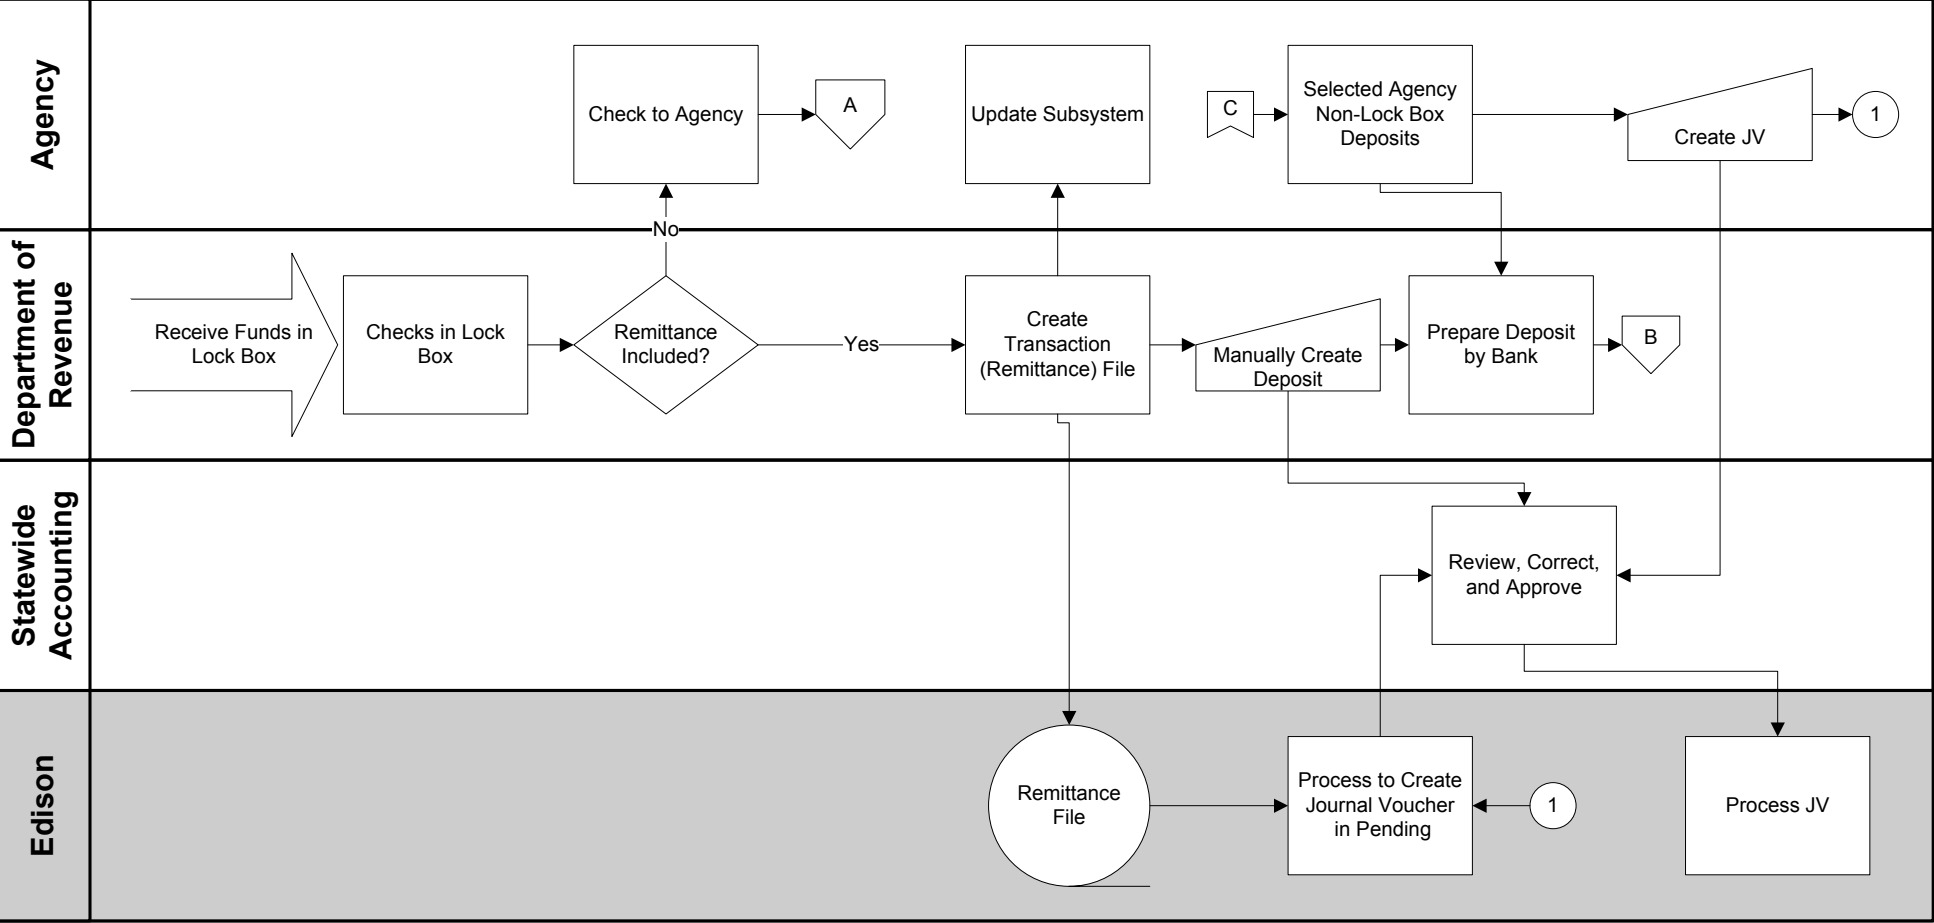 Agency
Check to Agency
A
Update Subsystem
C
Selected Agency
Non-Lock Box
Deposits
Create JV
1
No
Department of
Revenue
Receive Funds in
Lock Box
Checks in Lock
Box
Remittance
Included?
Yes
Create
Transaction
(Remittance) File
Manually Create
Deposit
Prepare Deposit
by Bank
B
Statewide
Accounting
Review, Correct,
and Approve
Edison
Remittance
File
Process to Create
Journal Voucher
in Pending
1
Process JV